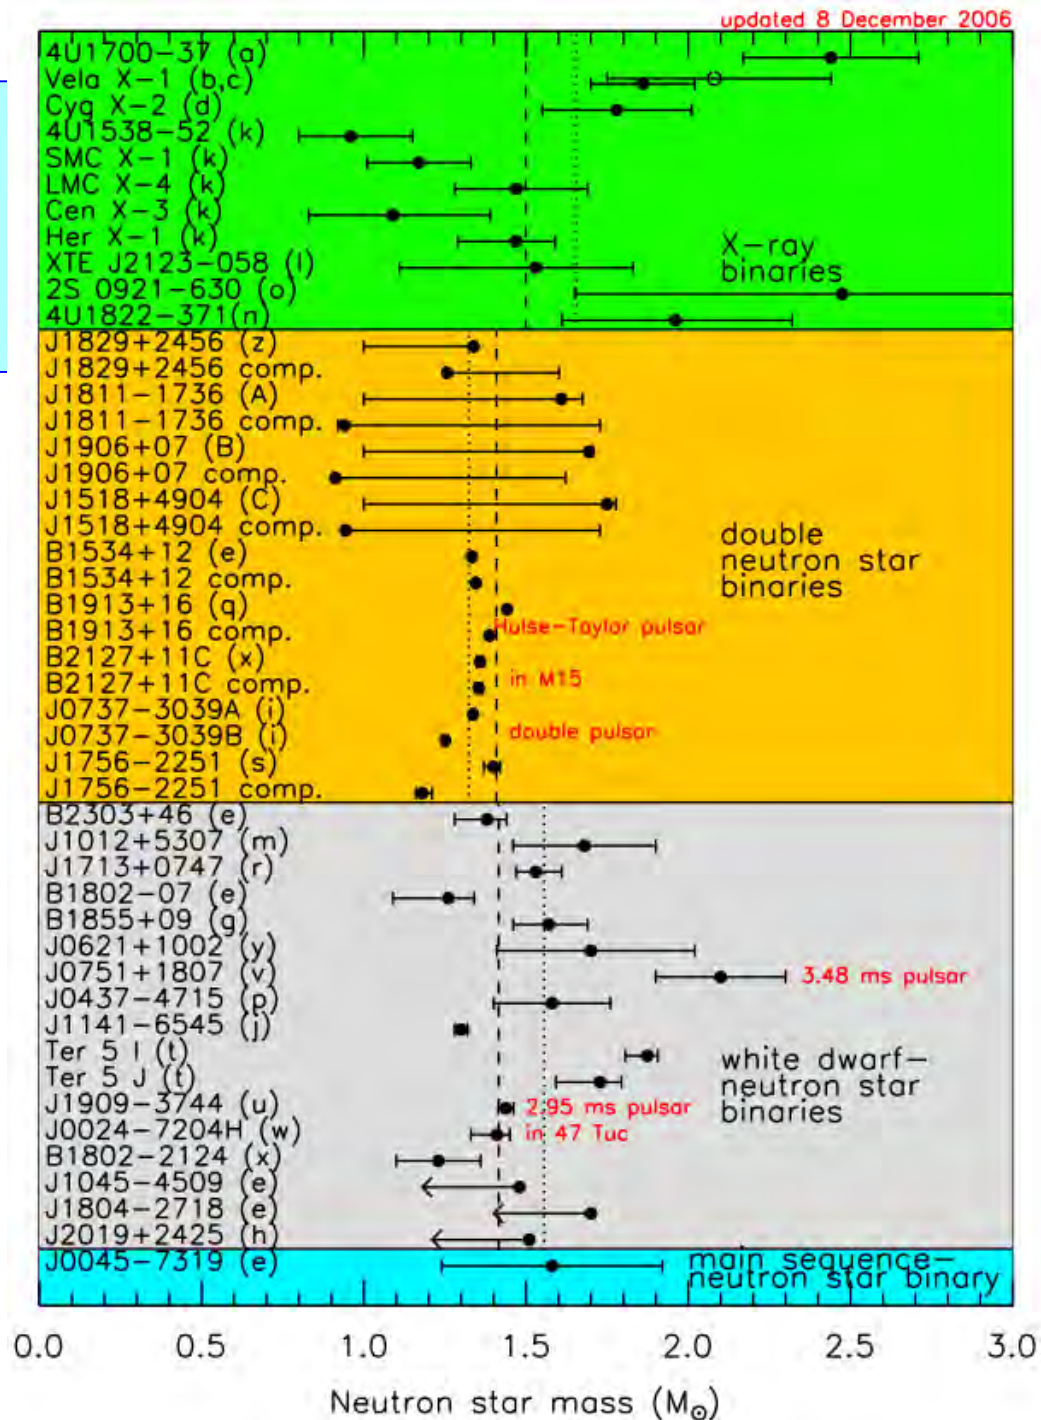 updated 8 December 2006
4U1700-37 (a)
Vela X-1 (b,c)
Cyg X-2 (d)
4U1538-52 (k)
SMC X-1 (k)
LMC X-4 (k)
Cen X-3 (k)
Her X-1 (k)
XTE J2123-058 (l)
2S 0921-630 (o)
4U1822-371(n)
X-ray
binaries
J1829+2456 (z)
J1829+2456 comp.
J1811-1736 (A)
J1811-1736 comp.
J1906+07 (B)
J1906+07 comp.
J1518+4904 (C)
J1518+4904 comp.
B1534+12 (e)
B1534+12 comp.
B1913+16 (q)
B1913+16 comp.
B2127+11C (x)
B2127+11C comp.
J0737-3039A (i)
J0737-3039B (i)
J1756-2251 (s)
J1756-2251 comp.
double
neutron star
binaries
Hulse-Taylor pulsar
in M15
double pulsar
B2303+46 (e)
J1012+5307 (m)
J1713+0747 (r)
B1802-07 (e)
B1855+09 (g)
J0621+1002 (y)
J0751+1807 (v)
J0437-4715 (p)
J1141-6545 (j)
Ter 5 I (t)
Ter 5 J (t)
J1909-3744 (u)
J0024-7204H (w)
B1802-2124 (x)
J1045-4509 (e)
J1804-2718 (e)
J2019+2425 (h)
3.48 ms pulsar
white dwarf-
neutron star
binaries
2.95 ms pulsar
in 47 Tuc
J0045-7319 (e)
main sequence-
neutron star binary
0.0 0.5 1.0 1.5 2.0 2.5 3.0
Neutron star mass (M☉)